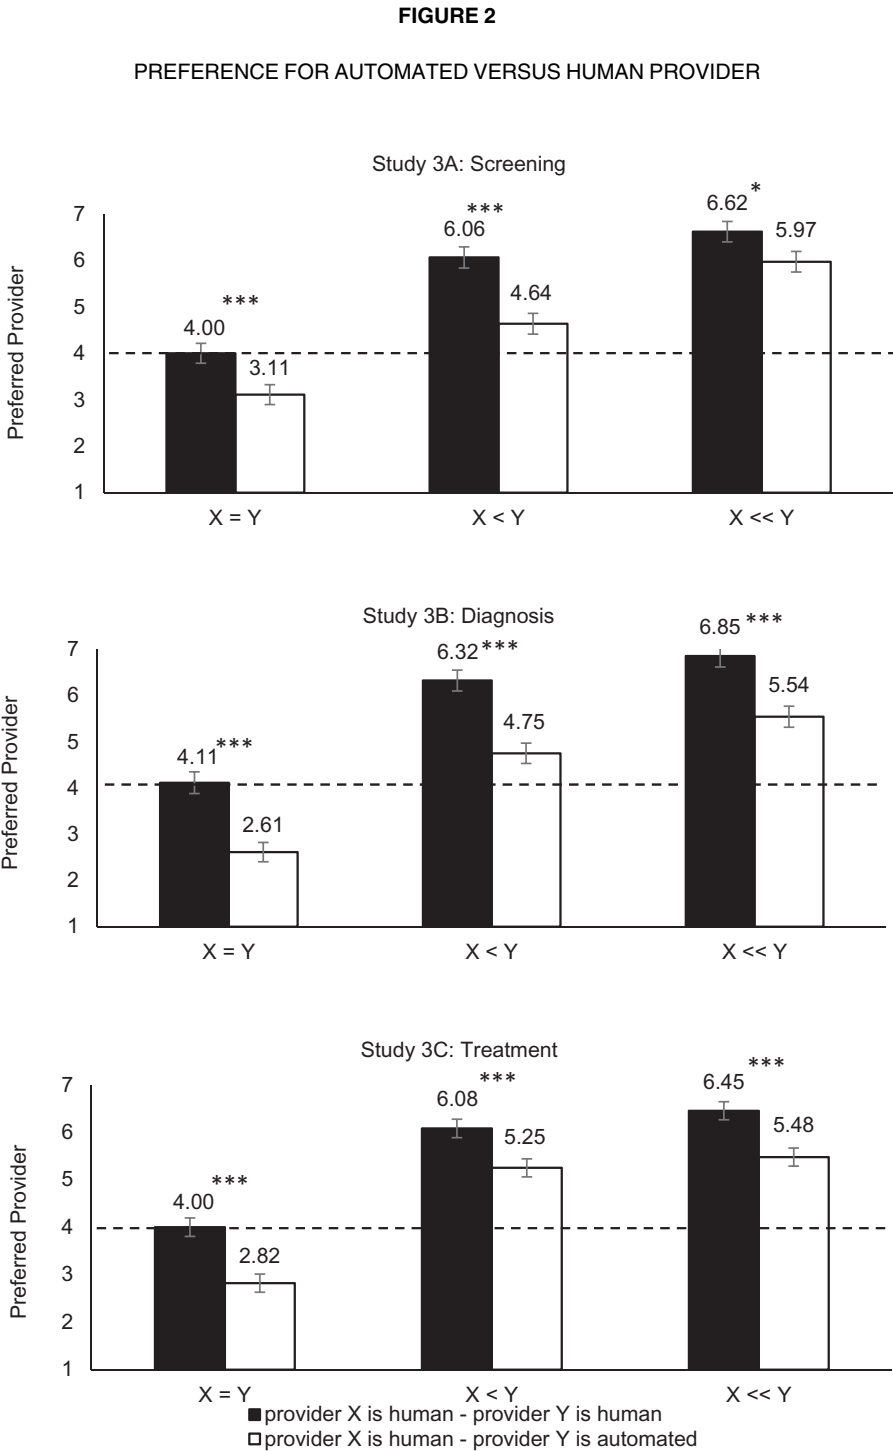 FIGURE 2
PREFERENCE FOR AUTOMATED VERSUS HUMAN PROVIDER
Study 3A: Screening
Preferred Provider
7
6
5
4
3
2
1
4.00
***
3.11
6.06
***
4.64
6.62
*
5.97
X = Y
X < Y
X << Y
Study 3B: Diagnosis
Preferred Provider
7
6
5
4
3
2
1
4.11
***
2.61
6.32
***
4.75
6.85
***
5.54
X = Y
X < Y
X << Y
Study 3C: Treatment
Preferred Provider
7
6
5
4
3
2
1
4.00
***
2.82
6.08
***
5.25
6.45
***
5.48
X = Y
X < Y
X << Y
provider X is human - provider Y is human
provider X is human - provider Y is automated